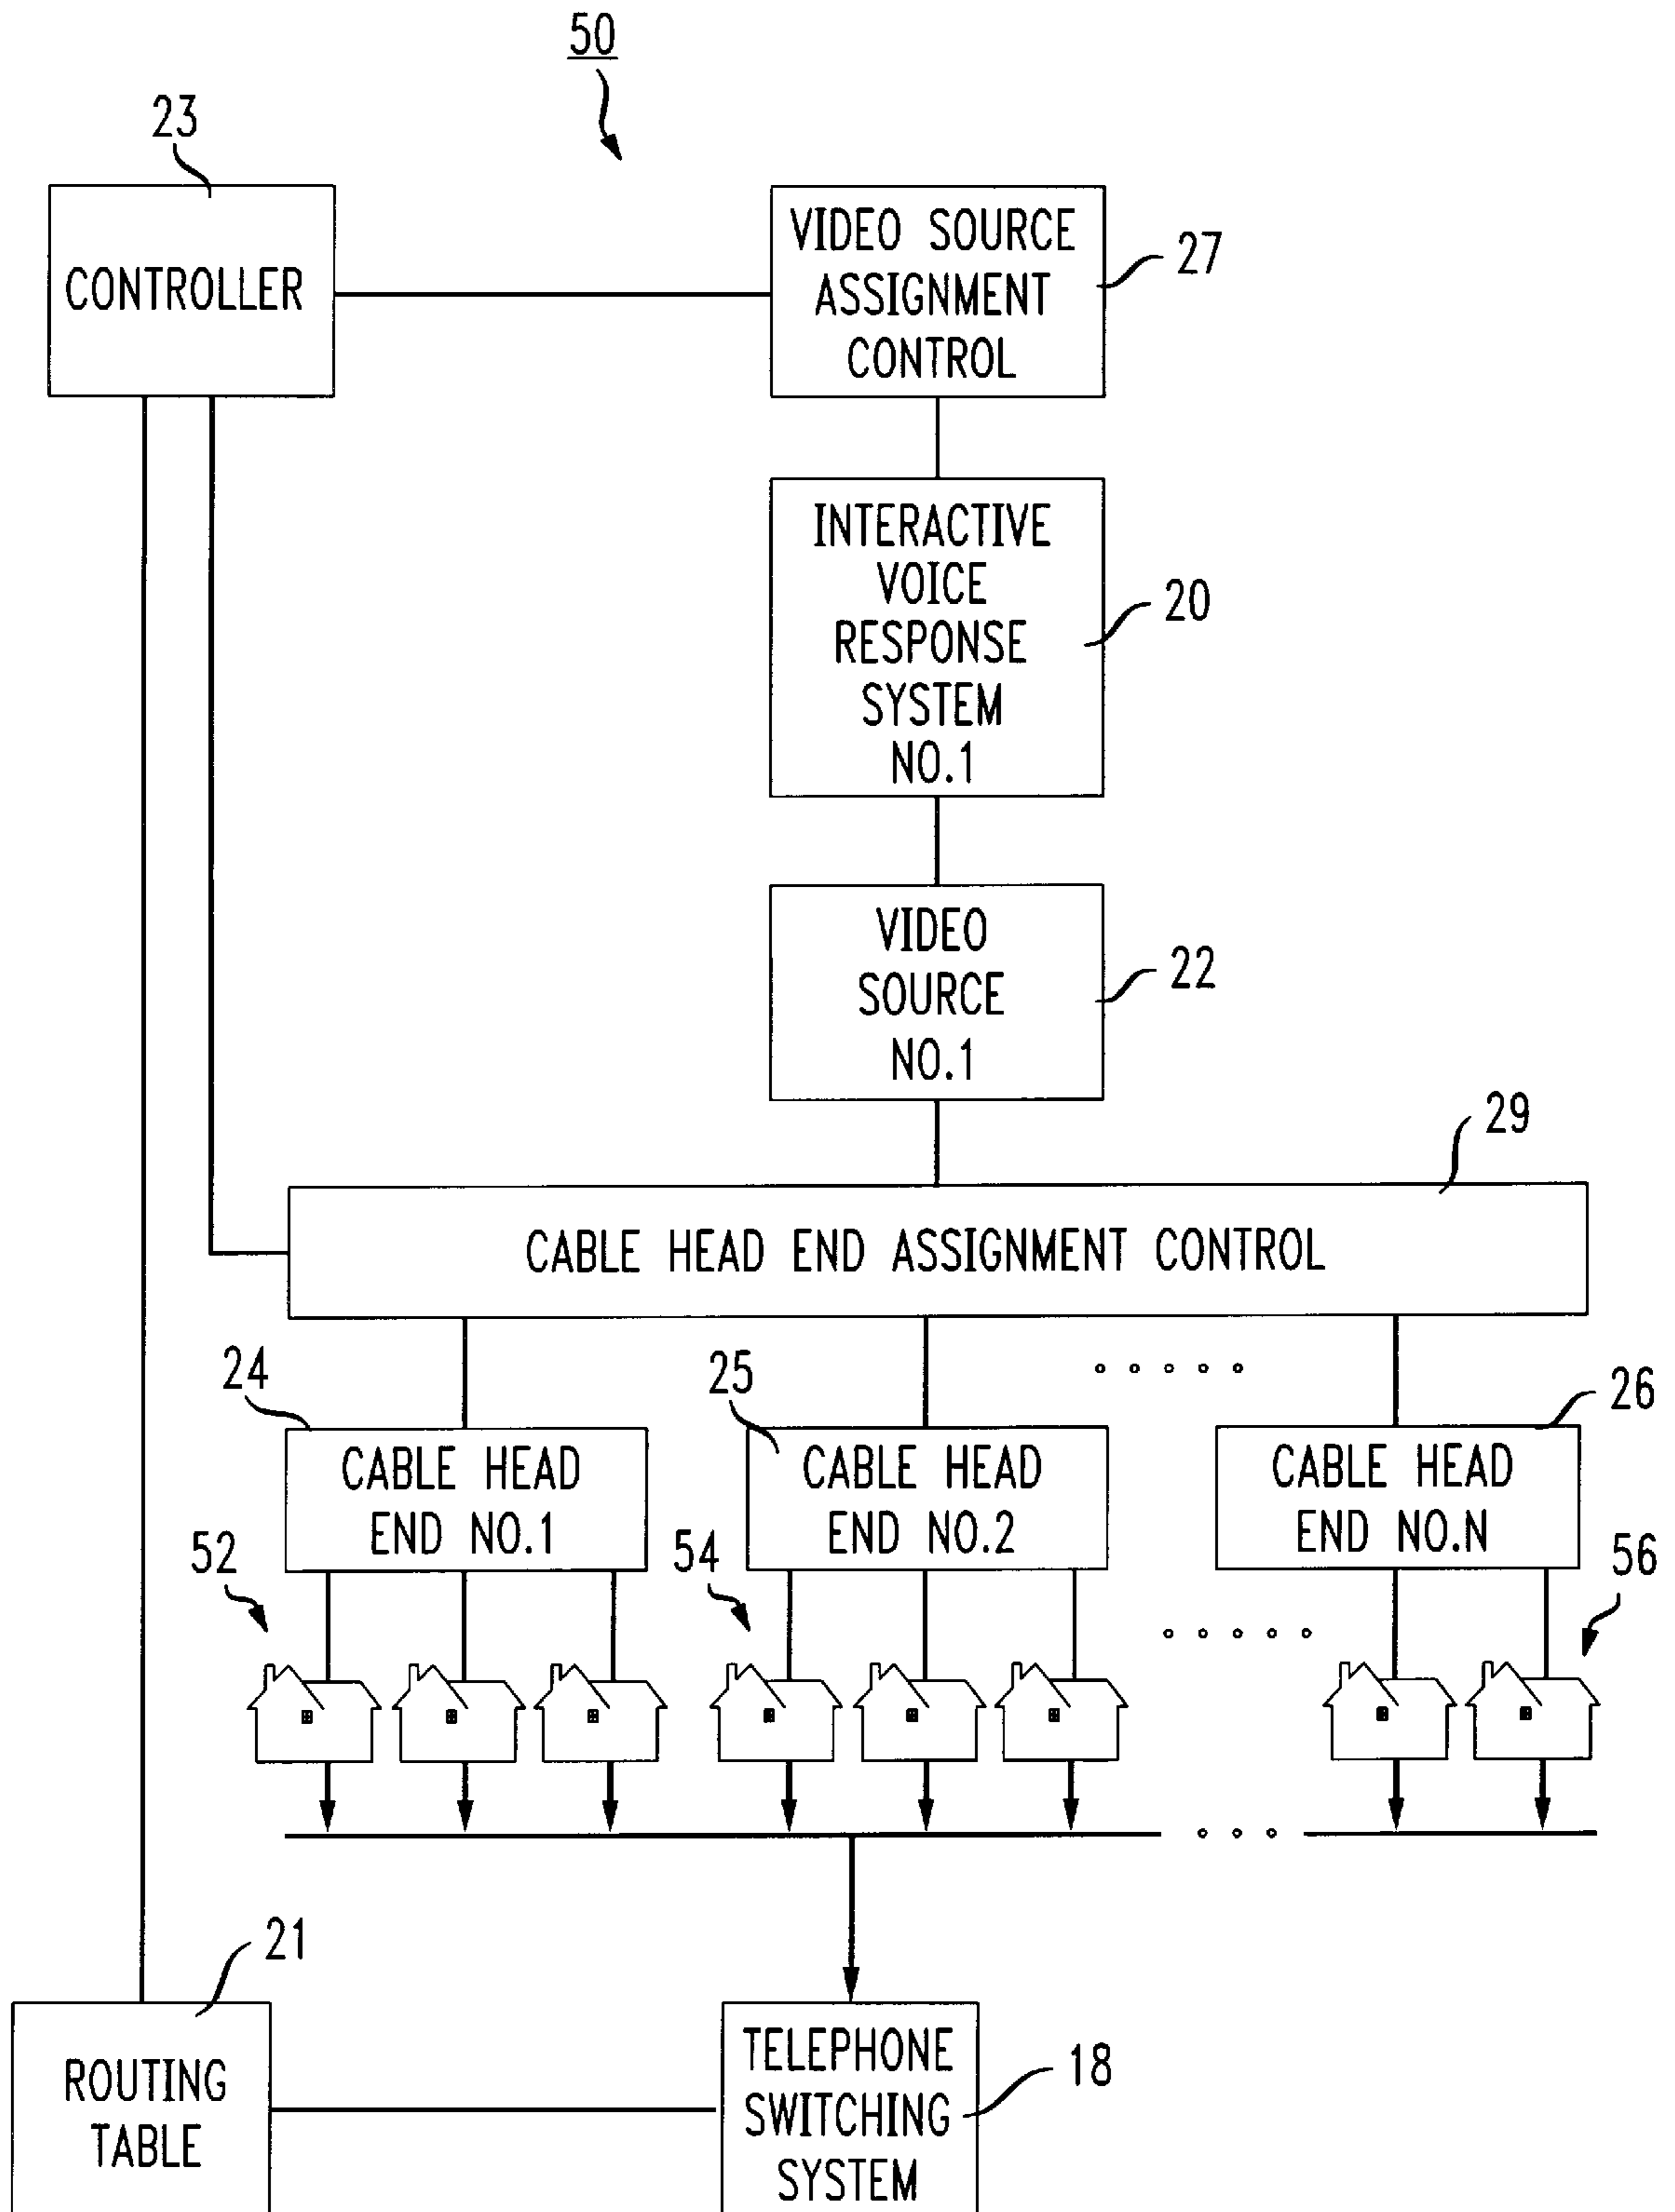 50
23
CONTROLLER
VIDEO SOURCE
ASSIGNMENT
CONTROL
27
INTERACTIVE
VOICE
RESPONSE
SYSTEM
NO.1
20
VIDEO
SOURCE
NO.1
22
29
CABLE HEAD END ASSIGNMENT CONTROL
24
CABLE HEAD
END NO.1
25
CABLE HEAD
END NO.2
26
CABLE HEAD
END NO.N
52
54
56
21
ROUTING
TABLE
TELEPHONE
SWITCHING
SYSTEM
18